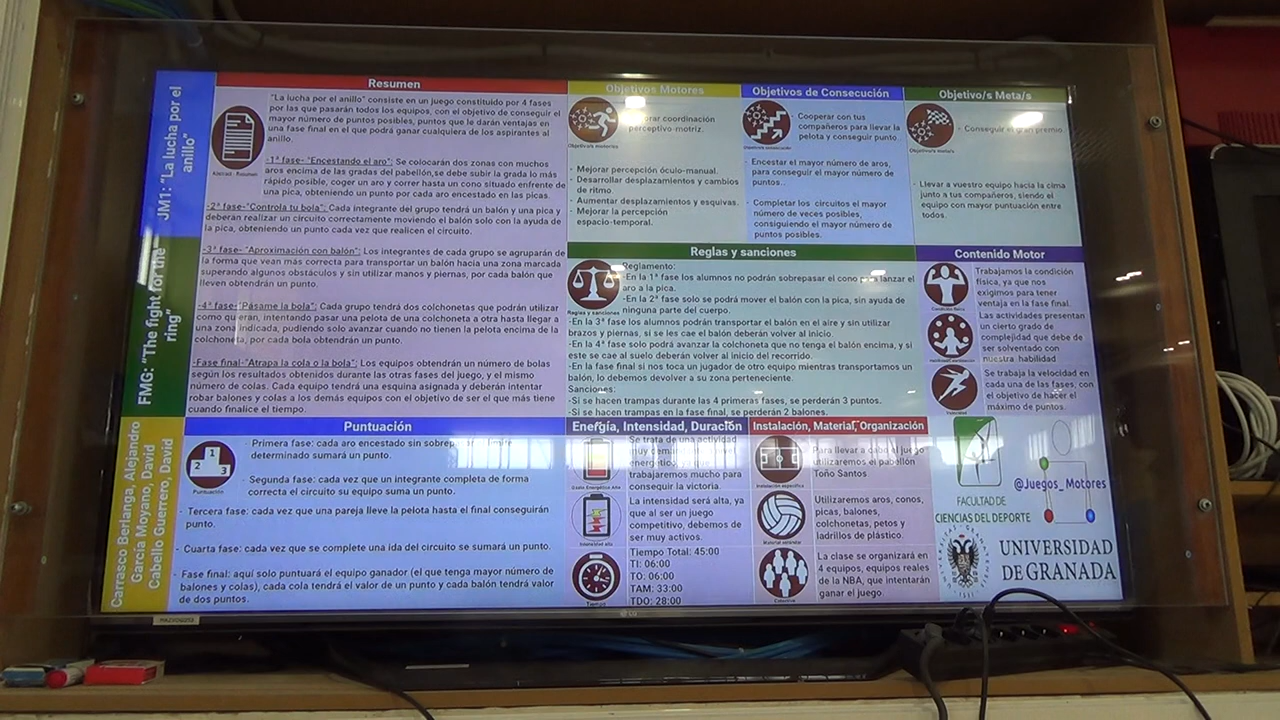 JM1: "La lucha por el
anillo"
FMG: "The fight for the
ring"
Carrasco Berlanga, Alejandro
García Moyano, David
Caballo Guerrero, David
Resumen
"La lucha por el anillo" consiste en un juego constituido por 4 fases
por las que pasarán todos los equipos, con el objetivo de conseguir el
mayor número de puntos posibles, puntos que le darán ventajas en
una fase final en el que podrá ganar cualquiera de los aspirantes al
anillo.
Abstract - Resumen
-1ª fase- "Encestando el aro": Se colocarán dos zonas con muchos
aros encima de las gradas del pabellón,se debe subir la grada lo más
rápido posible, coger un aro y correr hasta un cono situado enfrente de
una pica, obteniendo un punto por cada aro encestado en las picas.
-2ª fase-"Controla tu bola": Cada integrante del grupo tendrá un balón y una pica y
deberán realizar un circuito correctamente moviendo el balón solo con la ayuda de
la pica, obteniendo un punto cada vez que realicen el circuito.
-3ª fase- "Aproximación con balón": Los integrantes de cada grupo se agruparán de
la forma que vean más correcta para transportar un balón hacia una zona marcada
superando algunos obstáculos y sin utilizar manos y piernas, por cada balón que
lleven obtendrán un punto.
-4ª fase-"Pásame la bola": Cada grupo tendrá dos colchonetas que podrán utilizar
como quieran, intentando pasar una pelota de una colchoneta a otra hasta llegar a
una zona indicada, pudiendo solo avanzar cuando no tienen la pelota encima de la
colchoneta, por cada bola obtendrán un punto.
-Fase final-"Atrapa la cola o la bola": Los equipos obtendrán un número de bolas
según los resultados obtenidos durante las otras fases del juego, y el mismo
número de colas. Cada equipo tendrá una esquina asignada y deberán intentar
robar balones y colas a los demás equipos con el objetivo de ser el que más tiene
cuando finalice el tiempo.
Objetivos Motores
coordinación
perceptivo-motriz.
Objetivos motores
- Mejorar percepción óculo-manual.
- Desarrollar desplazamientos y cambios
de ritmo.
- Aumentar desplazamientos y esquivas.
- Mejorar la percepción
espacio-temporal.
Objetivos de Consecución
- Cooperar con tus
compañeros para llevar la
pelota y conseguir punto.
- Encestar el mayor número de aros,
para conseguir el mayor número de
puntos..
- Completar los circuitos el mayor
número de veces posibles,
consiguiendo el mayor número de
puntos posibles.
Objetivo/s Meta/s
- Conseguir el gran premio
Objetivo/s meta/s
- Llevar a vuestro equipo hacia la cima
junto a tus compañeros, siendo el
equipo con mayor puntuación entre
todos.
Reglas y sanciones
Reglamento:
-En la 1ª fase los alumnos no podrán sobrepasar el cono lanzar el
aro a la pica.
-En la 2ª fase solo se podrá mover el balón con la pica, sin ayuda de
ninguna parte del cuerpo.
Reglas y sanciones
-En la 3ª fase los alumnos podrán transportar el balón en el aire y sin utilizar
brazos y piernas, si se les cae el balón deberán volver al inicio
-En la 4ª fase solo podrá avanzar la colchoneta que no tenga el balón encima, y si
este se cae al suelo deberán volver al inicio del recorrido.
-En la fase final si nos toca un jugador de otro equipo mientras transportamos un
balón, lo debemos devolver a su zona perteneciente.
Sanciones:
-Si se hacen trampas durante las 4 primeras fases, se perderán 3 puntos.
-Si se hacen trampas en la fase final, se perderán 2 balones.
Contenido Motor
Trabajamos la condición
física, ya que nos
exigimos para tener
ventaja en la fase final.
Las actividades presentan
un cierto grado de
complejidad que debe de
ser solventado con
nuestra habilidad
Se trabaja la velocidad en
cada una de las fases, con
el objetivo de hacer el
máximo de puntos.
Condición física
Velocidad
Puntuación
- Primera fase: cada aro encestado sin límite
determinado sumará un punto.
Puntuación
- Segunda fase: cada vez que un integrante completa de forma
correcta el circuito su equipo suma un punto.
- Tercera fase: cada vez que una pareja lleve la pelota hasta el final conseguirán
punto.
- Cuarta fase: cada vez que se complete una ida del circuito se sumará un punto.
- Fase final: aquí solo puntuará el equipo ganador (el que tenga mayor número de
balones y colas), cada cola tendrá el valor de un punto y cada balón tendrá valor
de dos puntos.
Energía, Intensidad, Duración
Se trata de una actividad
muy
trabajaremos mucho para
conseguir la victoria.
Gasto Energético Alto
La intensidad será alta, ya
que al ser un juego
competitivo, debemos de
ser muy activos.
Intensidad alta
Tiempo Total: 45:00
TI: 06:00
TO: 06:00
TAM: 33:00
TDO: 28:00
Tiempo
Instalación, Material, Organización
Para llevar a cabo el juego
utilizaremos el pabellón
Toño Santos
Instalación específica
Utilizaremos aros, conos,
picas, balones,
colchonetas, petos y
ladrillos de plástico.
Material estándar
La clase se organizará en
4 equipos, equipos reales
de la NBA, que intentarán
ganar el juego.
Colectivo
FACULTAD DE
CIENCIAS DEL DEPORTE
@Juegos_Motores
UNIVERSIDAD
DE GRANADA
LG